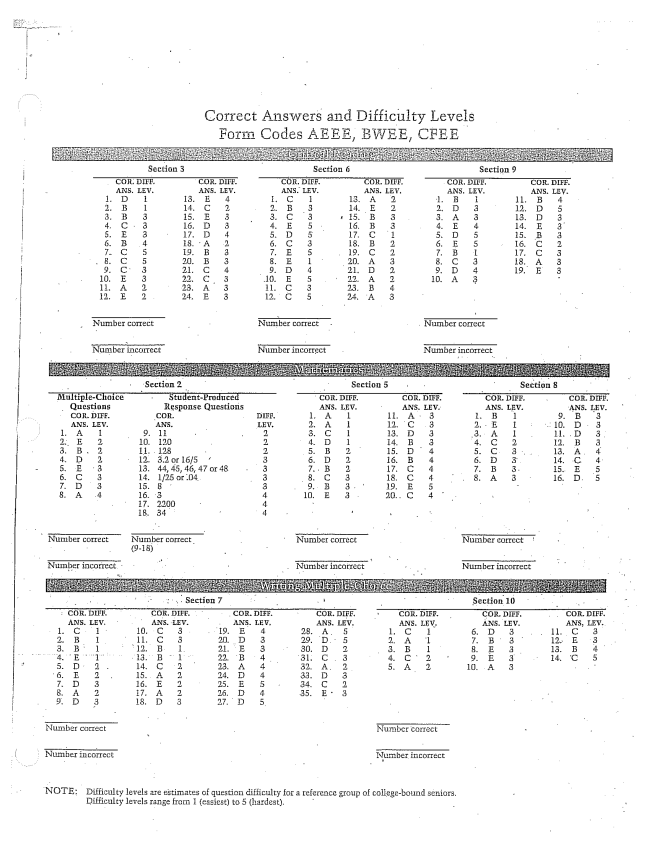 Correct Answers and Difficulty Levels
Form Codes AEEE, BWEE, CFEE
Critical Reading
Section 3 Section 6 Section 9
COR. DIFF. COR. DIFF. COR. DIFF. COR. DIFF. COR. DIFF. COR. DIFF.
ANS. LEV. ANS. LEV. ANS. LEV. ANS. LEV. ANS. LEV. ANS. LEV.
1. D 1 13. E 4 1. C 1 13. A 2 1. B 1 11. B 4
2. B 1 14. C 2 2. B 3 14. E 2 2. D 3 12. D 5
3. B 3 15. E 3 3. C 3 15. B 3 3. A 3 13. D 3
4. C 3 16. D 3 4. E 5 16. B 3 4. E 4 14. E 3
5. E 3 17. D 4 5. D 5 17. C 1 5. D 5 15. B 3
6. B 4 18. A 2 6. C 3 18. B 2 6. E 5 16. C 2
7. C 5 19. B 3 7. E 5 19. C 2 7. B 1 17. C 3
8. C 5 20. B 3 8. E 1 20. A 3 8. C 3 18. A 3
9. C 3 21. C 4 9. D 4 21. D 2 9. D 4 19. E 3
10. E 3 22. C 3 10. E 5 22. A 2 10. A 3
11. A 2 23. A 3 11. C 3 23. B 4
12. E 2 24. E 3 12. C 5 24. A 3
Number correct Number correct Number correct
Number incorrect Number incorrect Number incorrect
Mathematics
Section 2 Section 5 Section 8
Multiple-Choice Student-Produced COR. DIFF. COR. DIFF. COR. DIFF. COR. DIFF.
Questions Response Questions ANS. LEV. ANS. LEV. ANS. LEV. ANS. LEV.
COR. DIFF. COR. DIFF.
ANS. LEV. ANS. LEV.
1. A 1 9. 11 2 1. A 1 11. A 3 1. B 1 9. B 3
2. E 2 10. 120 2 2. A 1 12. C 3 2. E 1 10. D 3
3. B 2 11. 128 2 3. C 1 13. D 3 3. A 1 11. D 3
4. D 2 12. 3.2 or 16/5 3 4. D 1 14. B 3 4. C 2 12. B 3
5. E 3 13. 44, 45, 46, 47 or 48 3 5. B 2 15. D 4 5. C 3 13. A 4
6. C 3 14. 1/25 or .04 3 6. D 2 16. B 4 6. D 3 14. C 4
7. D 3 15. 8 3 7. B 2 17. C 4 7. B 3 15. E 5
8. A 4 16. 3 4 8. C 3 18. C 4 8. A 3 16. D 5
17. 2200 4 9. B 3 19. E 5
18. 34 4 10. E 3 20. C 4
Number correct Number correct Number correct Number correct
(9-18)
Number incorrect Number incorrect Number incorrect
Writing Multiple-Choice
Section 7 Section 10
COR. DIFF. COR. DIFF. COR. DIFF. COR. DIFF. COR. DIFF. COR. DIFF. COR. DIFF.
ANS. LEV. ANS. LEV. ANS. LEV. ANS. LEV. ANS. LEV. ANS. LEV. ANS. LEV.
1. C 1 10. C 3 19. E 4 28. A 5 1. C 1 6. D 3 11. C 3
2. B 1 11. C 3 20. D 3 29. D 5 2. A 1 7. B 3 12. E 3
3. B 1 12. B 1 21. E 3 30. D 2 3. B 1 8. E 3 13. B 4
4. E 1 13. B 1 22. B 4 31. C 3 4. C 2 9. E 3 14. C 5
5. D 2 14. C 2 23. A 4 32. A 2 5. A 2 10. A 3
6. E 2 15. A 2 24. D 4 33. D 3
7. D 3 16. E 2 25. E 5 34. C 2
8. A 2 17. A 2 26. D 4 35. E 3
9. D 3 18. D 3 27. D 5
Number correct Number correct
Number incorrect Number incorrect
NOTE: Difficulty levels are estimates of question difficulty for a reference group of college-bound seniors.
Difficulty levels range from 1 (easiest) to 5 (hardest).